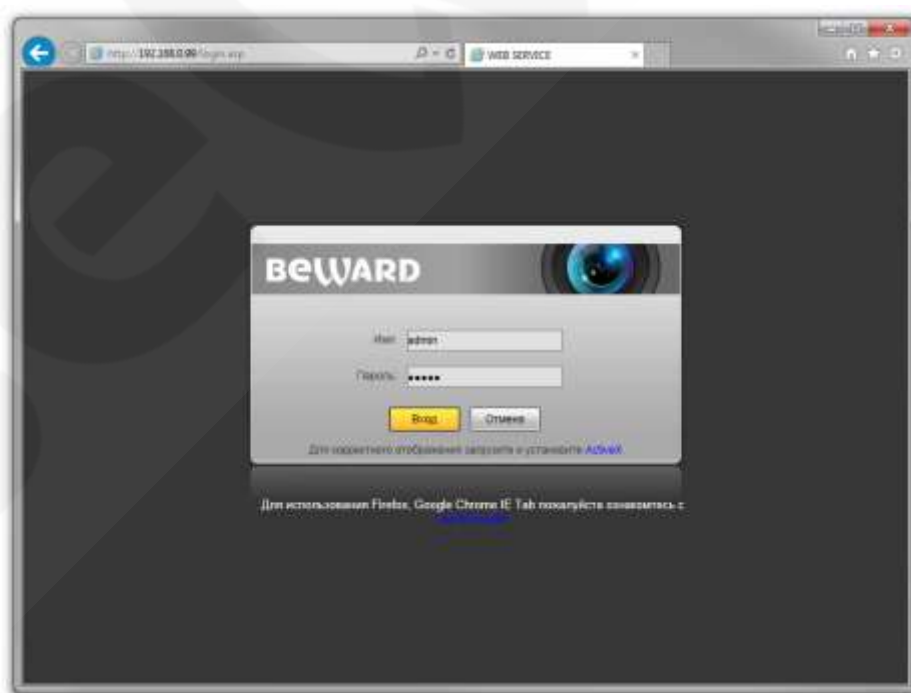 http://192.168.0.99/login.asp
WEB SERVICE
BEWARD
Имя:
admin
Пароль:
•••••
Вход
Отмена
Для корректного отображения загрузите и установите ActiveX
Для использования Firefox, Google Chrome IE Tab пожалуйста ознакомтесь с